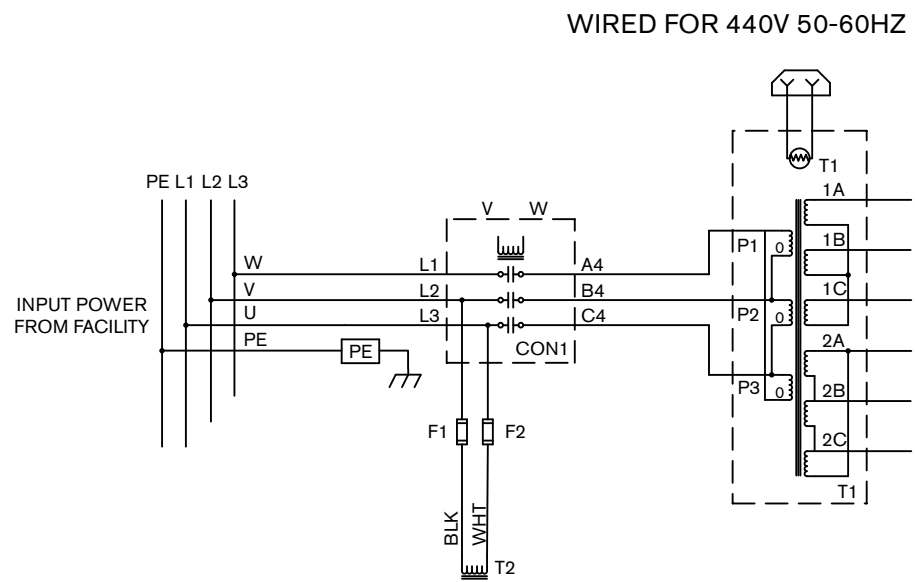 WIRED FOR 440V 50-60HZ
T1
PE L1 L2 L3
1A
V W
P1 0
1B
W
L1
A4
V
L2
B4
1C
INPUT POWER
FROM FACILITY
U
L3
C4
P2 0
PE
PE
CON1
2A
P3 0
2B
F1
F2
2C
T1
BLK
WHT
T2